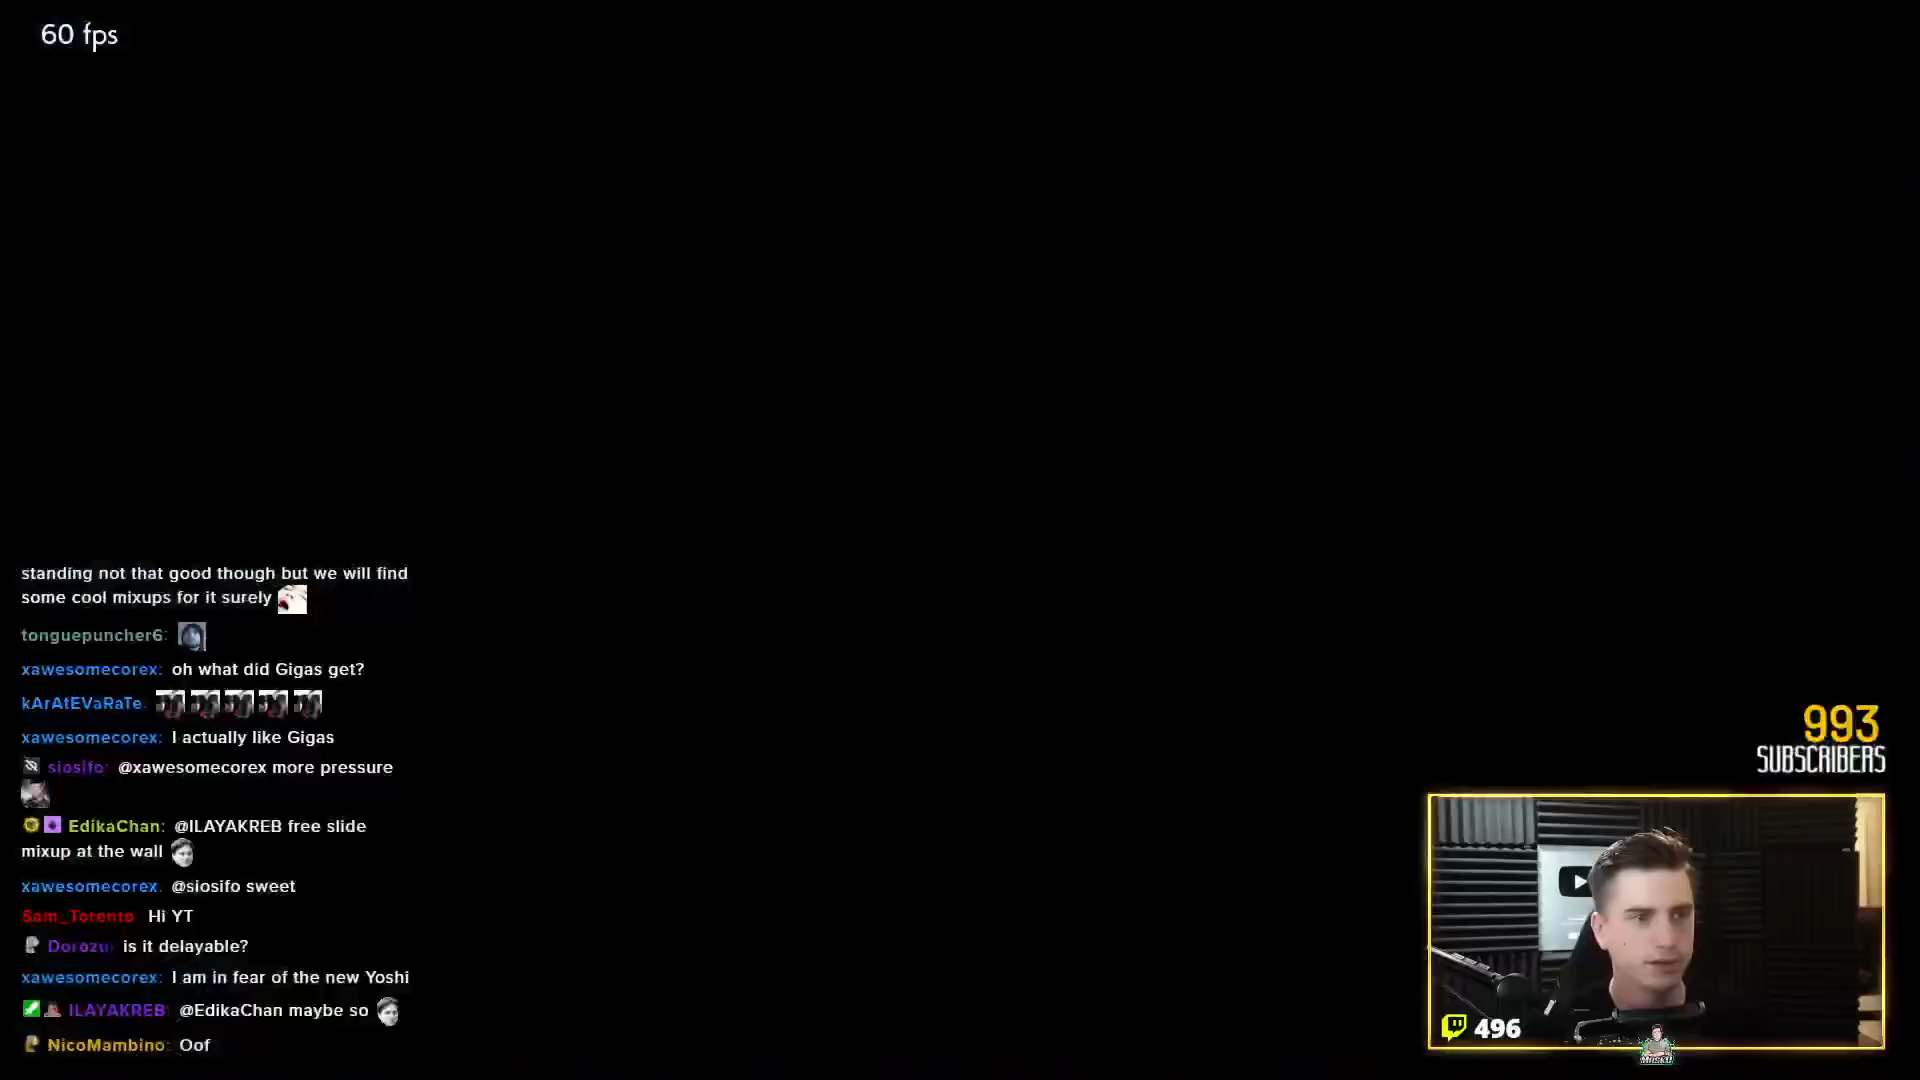 60 fps
standing not that good though but we will find
some cool mixups for it surely
tonguepuncher6:
xawesomecorex: oh what did Gigas get?
kArAtEVaRaTe:
xawesomecorex: I actually like Gigas
siosifo: @xawesomecorex more pressure
EdikaChan: @ILAYAKREB free slide
mixup at the wall
xawesomecorex: @siosifo sweet
Sam_Torento: Hi YT
Dorozu: is it delayable?
xawesomecorex: I am in fear of the new Yoshi
ILAYAKREB: @EdikaChan maybe so
NicoMambino: Oof
993
SUBSCRIBERS
496